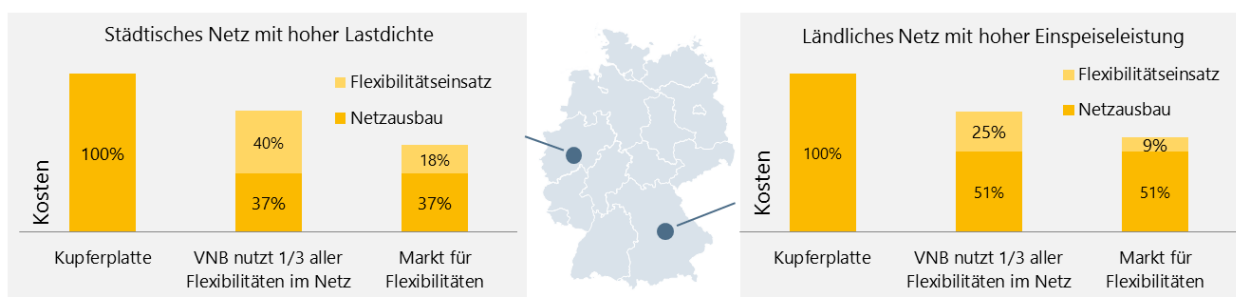 Städtisches Netz mit hoher Lastdichte
Flexibilitätseinsatz
Netzausbau
Kosten
100%
40%
37%
18%
37%
Kupferplatte
VNB nutzt 1/3 aller
Flexibilitäten im Netz
Markt für
Flexibilitäten
Ländliches Netz mit hoher Einspeiseleistung
Flexibilitätseinsatz
Netzausbau
Kosten
100%
25%
51%
9%
51%
Kupferplatte
VNB nutzt 1/3 aller
Flexibilitäten im Netz
Markt für
Flexibilitäten